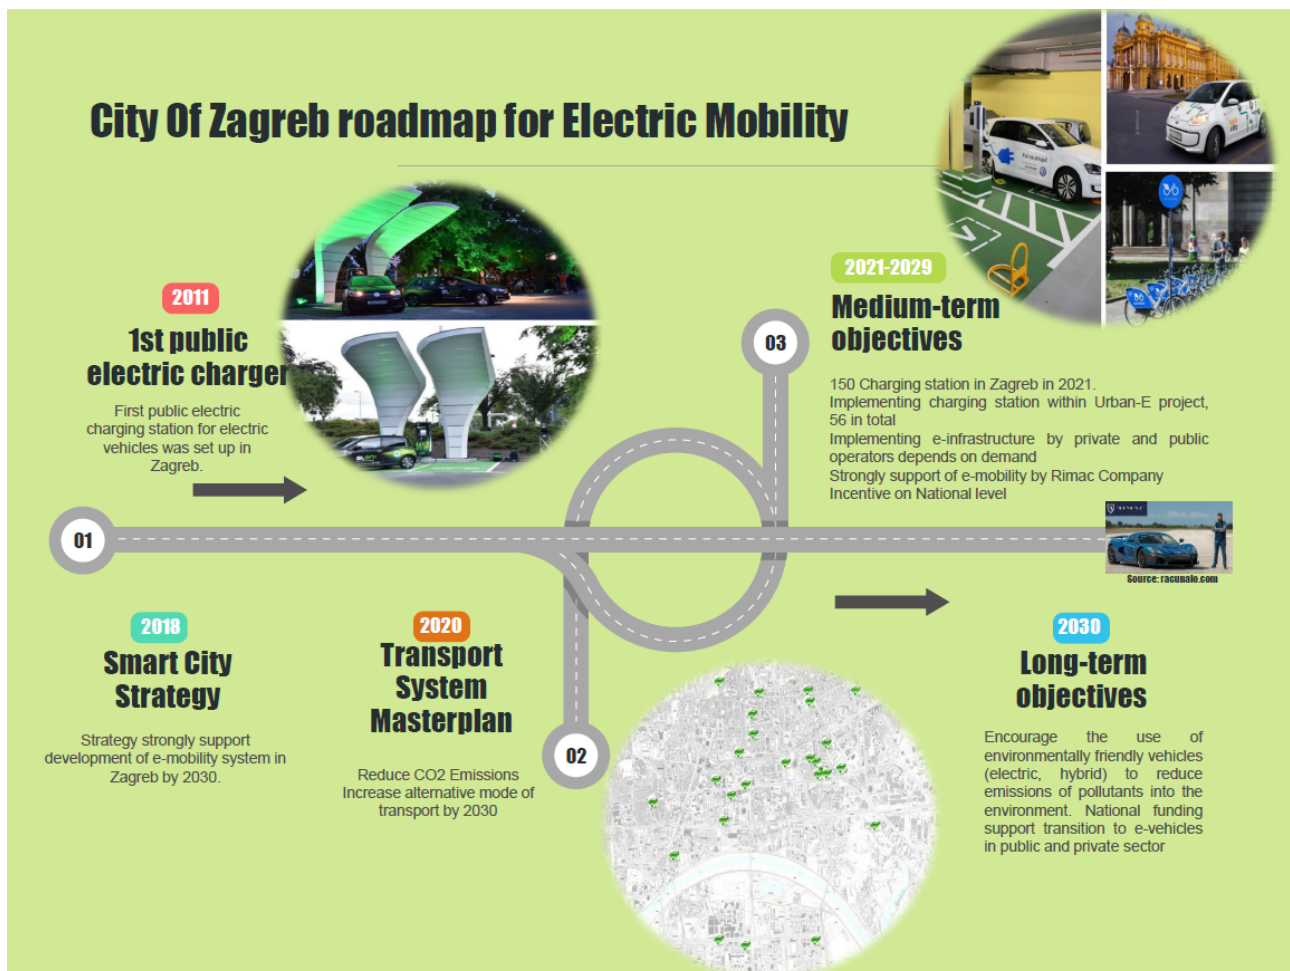 City Of Zagreb roadmap for Electric Mobility
2011
1st public
electric charger
First public electric
charging station for electric
vehicles was set up in
Zagreb.
01
2018
Smart City
Strategy
Strategy strongly support
development of e-mobility system in
Zagreb by 2030.
2020
Transport
System
Masterplan
Reduce CO2 Emissions
Increase alternative mode of
transport by 2030
02
03
2021-2029
Medium-term
objectives
150 Charging station in Zagreb in 2021.
Implementing charging station within Urban-E project,
56 in total
Implementing e-infrastructure by private and public
operators depends on demand
Strongly support of e-mobility by Rimac Company
Incentive on National level
Source: racunalo.com
2030
Long-term
objectives
Encourage the use of
environmentally friendly vehicles
(electric, hybrid) to reduce
emissions of pollutants into the
environment. National funding
support transition to e-vehicles
in public and private sector